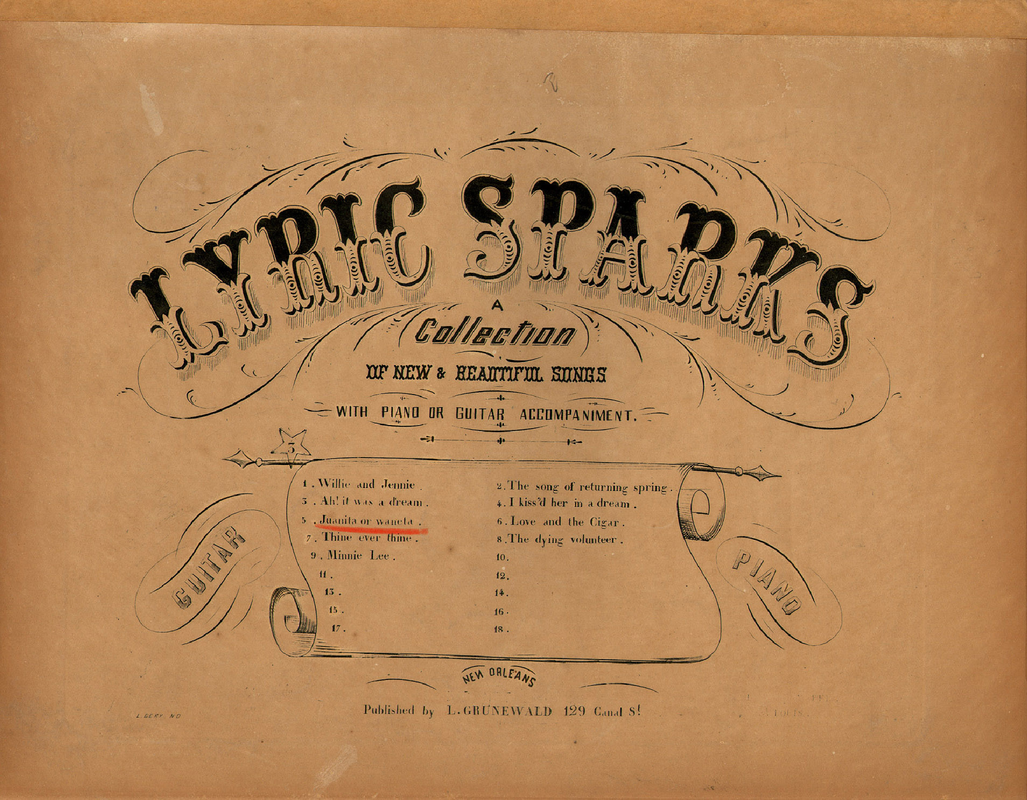 LYRIC SPARKS
A
Collection
OF NEW & BEAUTIFUL SONGS
WITH PIANO OR GUITAR ACCOMPANIMENT.
5
1. Willie and Jennie. 2. The song of returning spring.
3. Ah! it was a dream. 4. I kiss'd her in a dream.
5. Juanita or waneta. 6. Love and the Cigar.
7. Thine ever thine. 8. The dying volunteer.
9. Minnie Lee. 10.
11. 12.
13. 14.
15. 16.
17. 18.
GUITAR
PIANO
NEW ORLEANS
Published by L. GRUNEWALD 129 Canal St